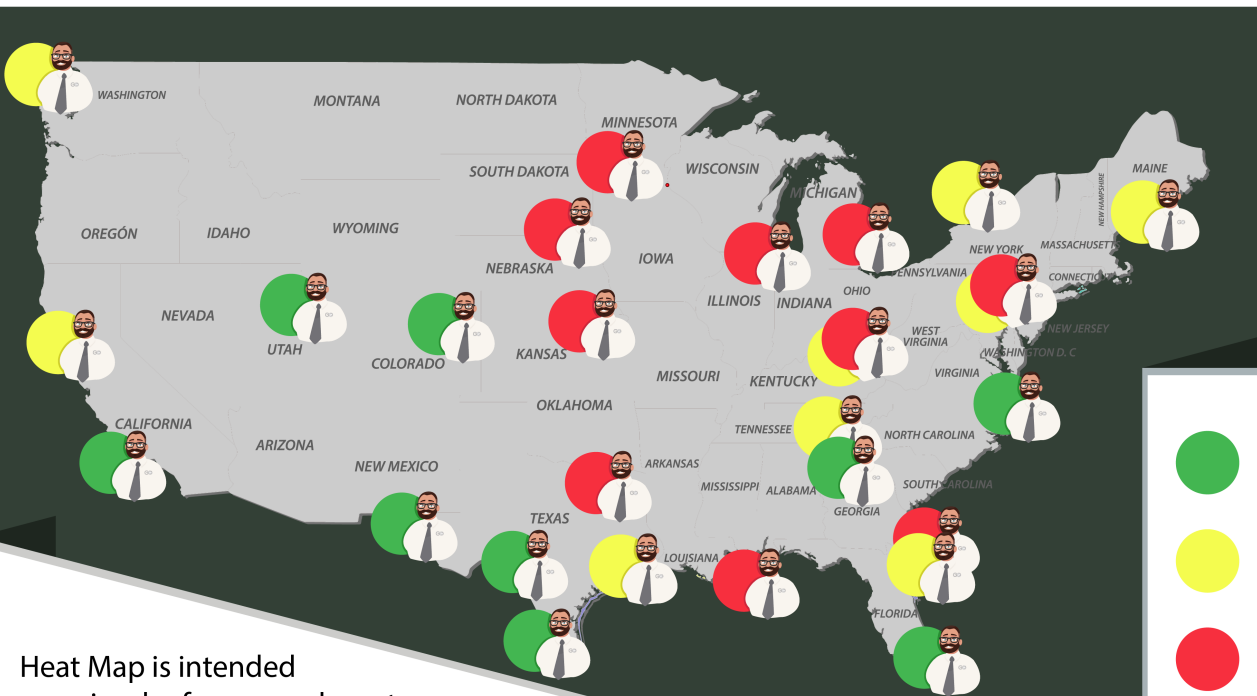 WASHINGTON
MONTANA
NORTH DAKOTA
MINNESOTA
SOUTH DAKOTA
WISCONSIN
MICHIGAN
MAINE
NEW HAMPSHIRE
OREGÓN
IDAHO
WYOMING
NEW YORK
MASSACHUSETT
NEBRASKA
IOWA
ENNSYLVANIA
CONNECTIC
ILLINOIS
INDIANA
OHIO
NEVADA
UTAH
COLORADO
KANSAS
WEST
VIRGINIA
NEW JERSEY
WASHINGTON D. C
MISSOURI
KENTUCKY
VIRGINIA
CALIFORNIA
ARIZONA
OKLAHOMA
TENNESSEE
NORTH CAROLINA
NEW MEXICO
ARKANSAS
MISSISSIPPI
ALABAMA
SOUTH CAROLINA
GEORGIA
TEXAS
LOUISIANA
FLORIDA
Heat Map is intended